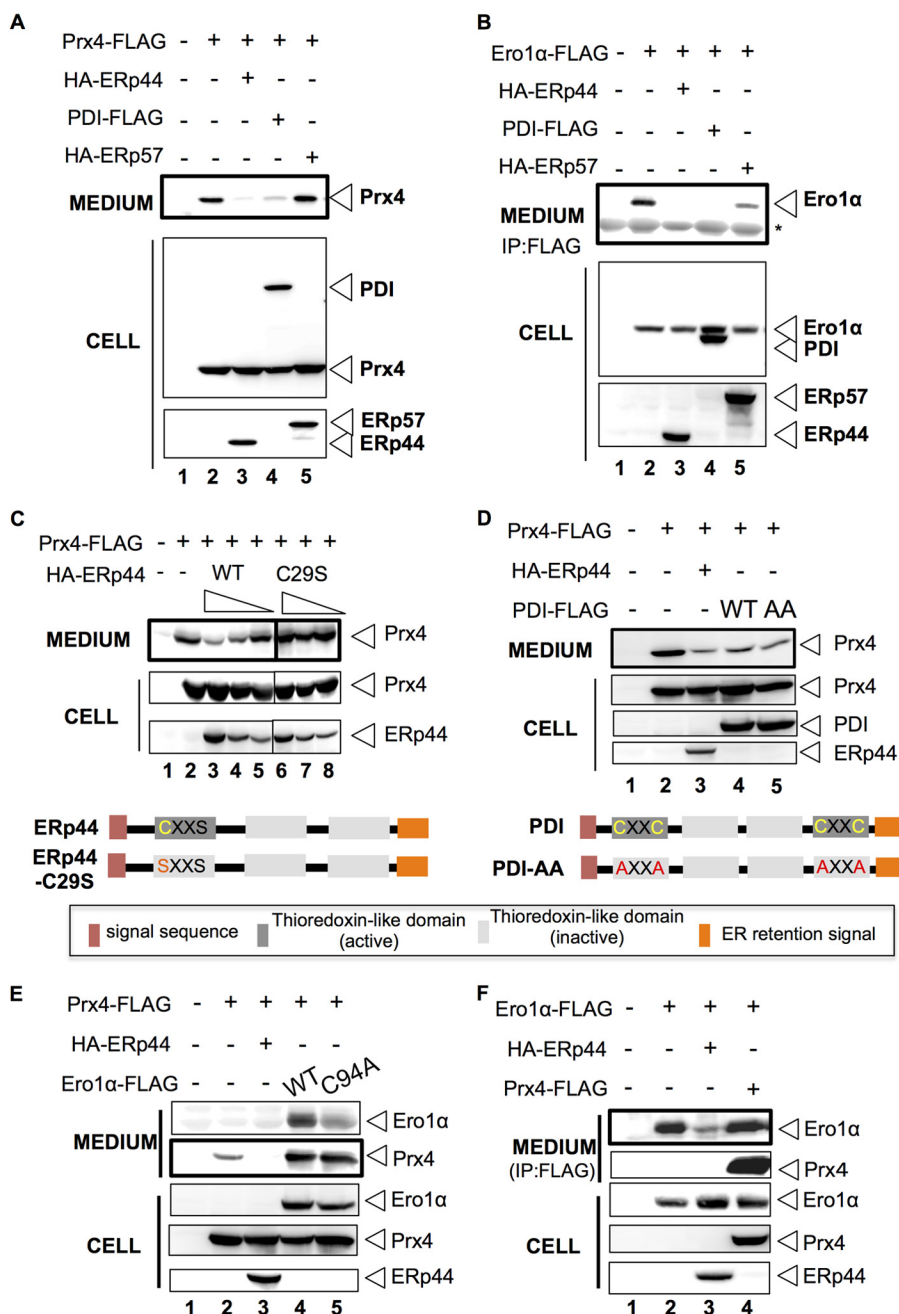 A
Prx4-FLAG - + + + +
HA-ERp44 - - + - -
PDI-FLAG - - - + -
HA-ERp57 - - - - +
MEDIUM Prx4
PDI
CELL
Prx4
ERp57
ERp44
1 2 3 4 5
B
Ero1α-FLAG - + + + +
HA-ERp44 - - + - -
PDI-FLAG - - - + -
HA-ERp57 - - - - +
Ero1α
MEDIUM
*
IP:FLAG
CELL
Ero1α
PDI
ERp57
ERp44
1 2 3 4 5
C
Prx4-FLAG - + + + + + + +
HA-ERp44 - - WT C29S
MEDIUM Prx4
CELL
Prx4
ERp44
1 2 3 4 5 6 7 8
ERp44 CXXS
ERp44 SXXS
-C29S
D
Prx4-FLAG - + + + +
HA-ERp44 - - + - -
PDI-FLAG - - - WT AA
MEDIUM Prx4
Prx4
CELL
PDI
ERp44
1 2 3 4 5
PDI CXXC CXXC
PDI-AA AXXA AXXA
signal sequence
Thioredoxin-like domain
(active)
Thioredoxin-like domain
(inactive)
ER retention signal
E
Prx4-FLAG - + + + +
HA-ERp44 - - + - -
Ero1α-FLAG - - - WT C94A
Ero1α
MEDIUM
Prx4
Ero1α
CELL
Prx4
ERp44
1 2 3 4 5
F
Ero1α-FLAG - + + +
HA-ERp44 - - + -
Prx4-FLAG - - - +
Ero1α
MEDIUM
(IP:FLAG)
Prx4
Ero1α
CELL
Prx4
ERp44
1 2 3 4